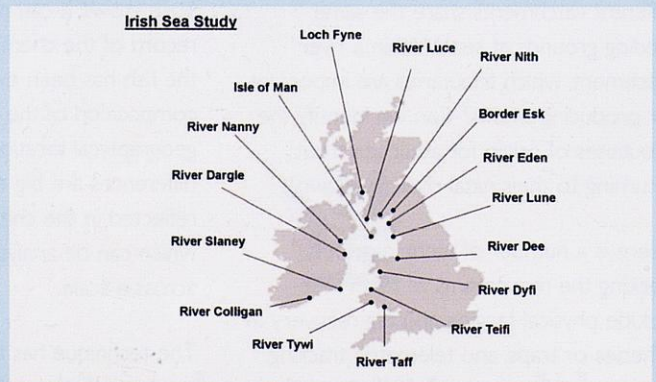 Irish Sea Study
Loch Fyne
River Luce
River Nith
Isle of Man
Border Esk
River Nanny
River Eden
River Dargle
River Lune
River Slaney
River Dee
River Dyfi
River Colligan
River Teifi
River Tywi
River Taff